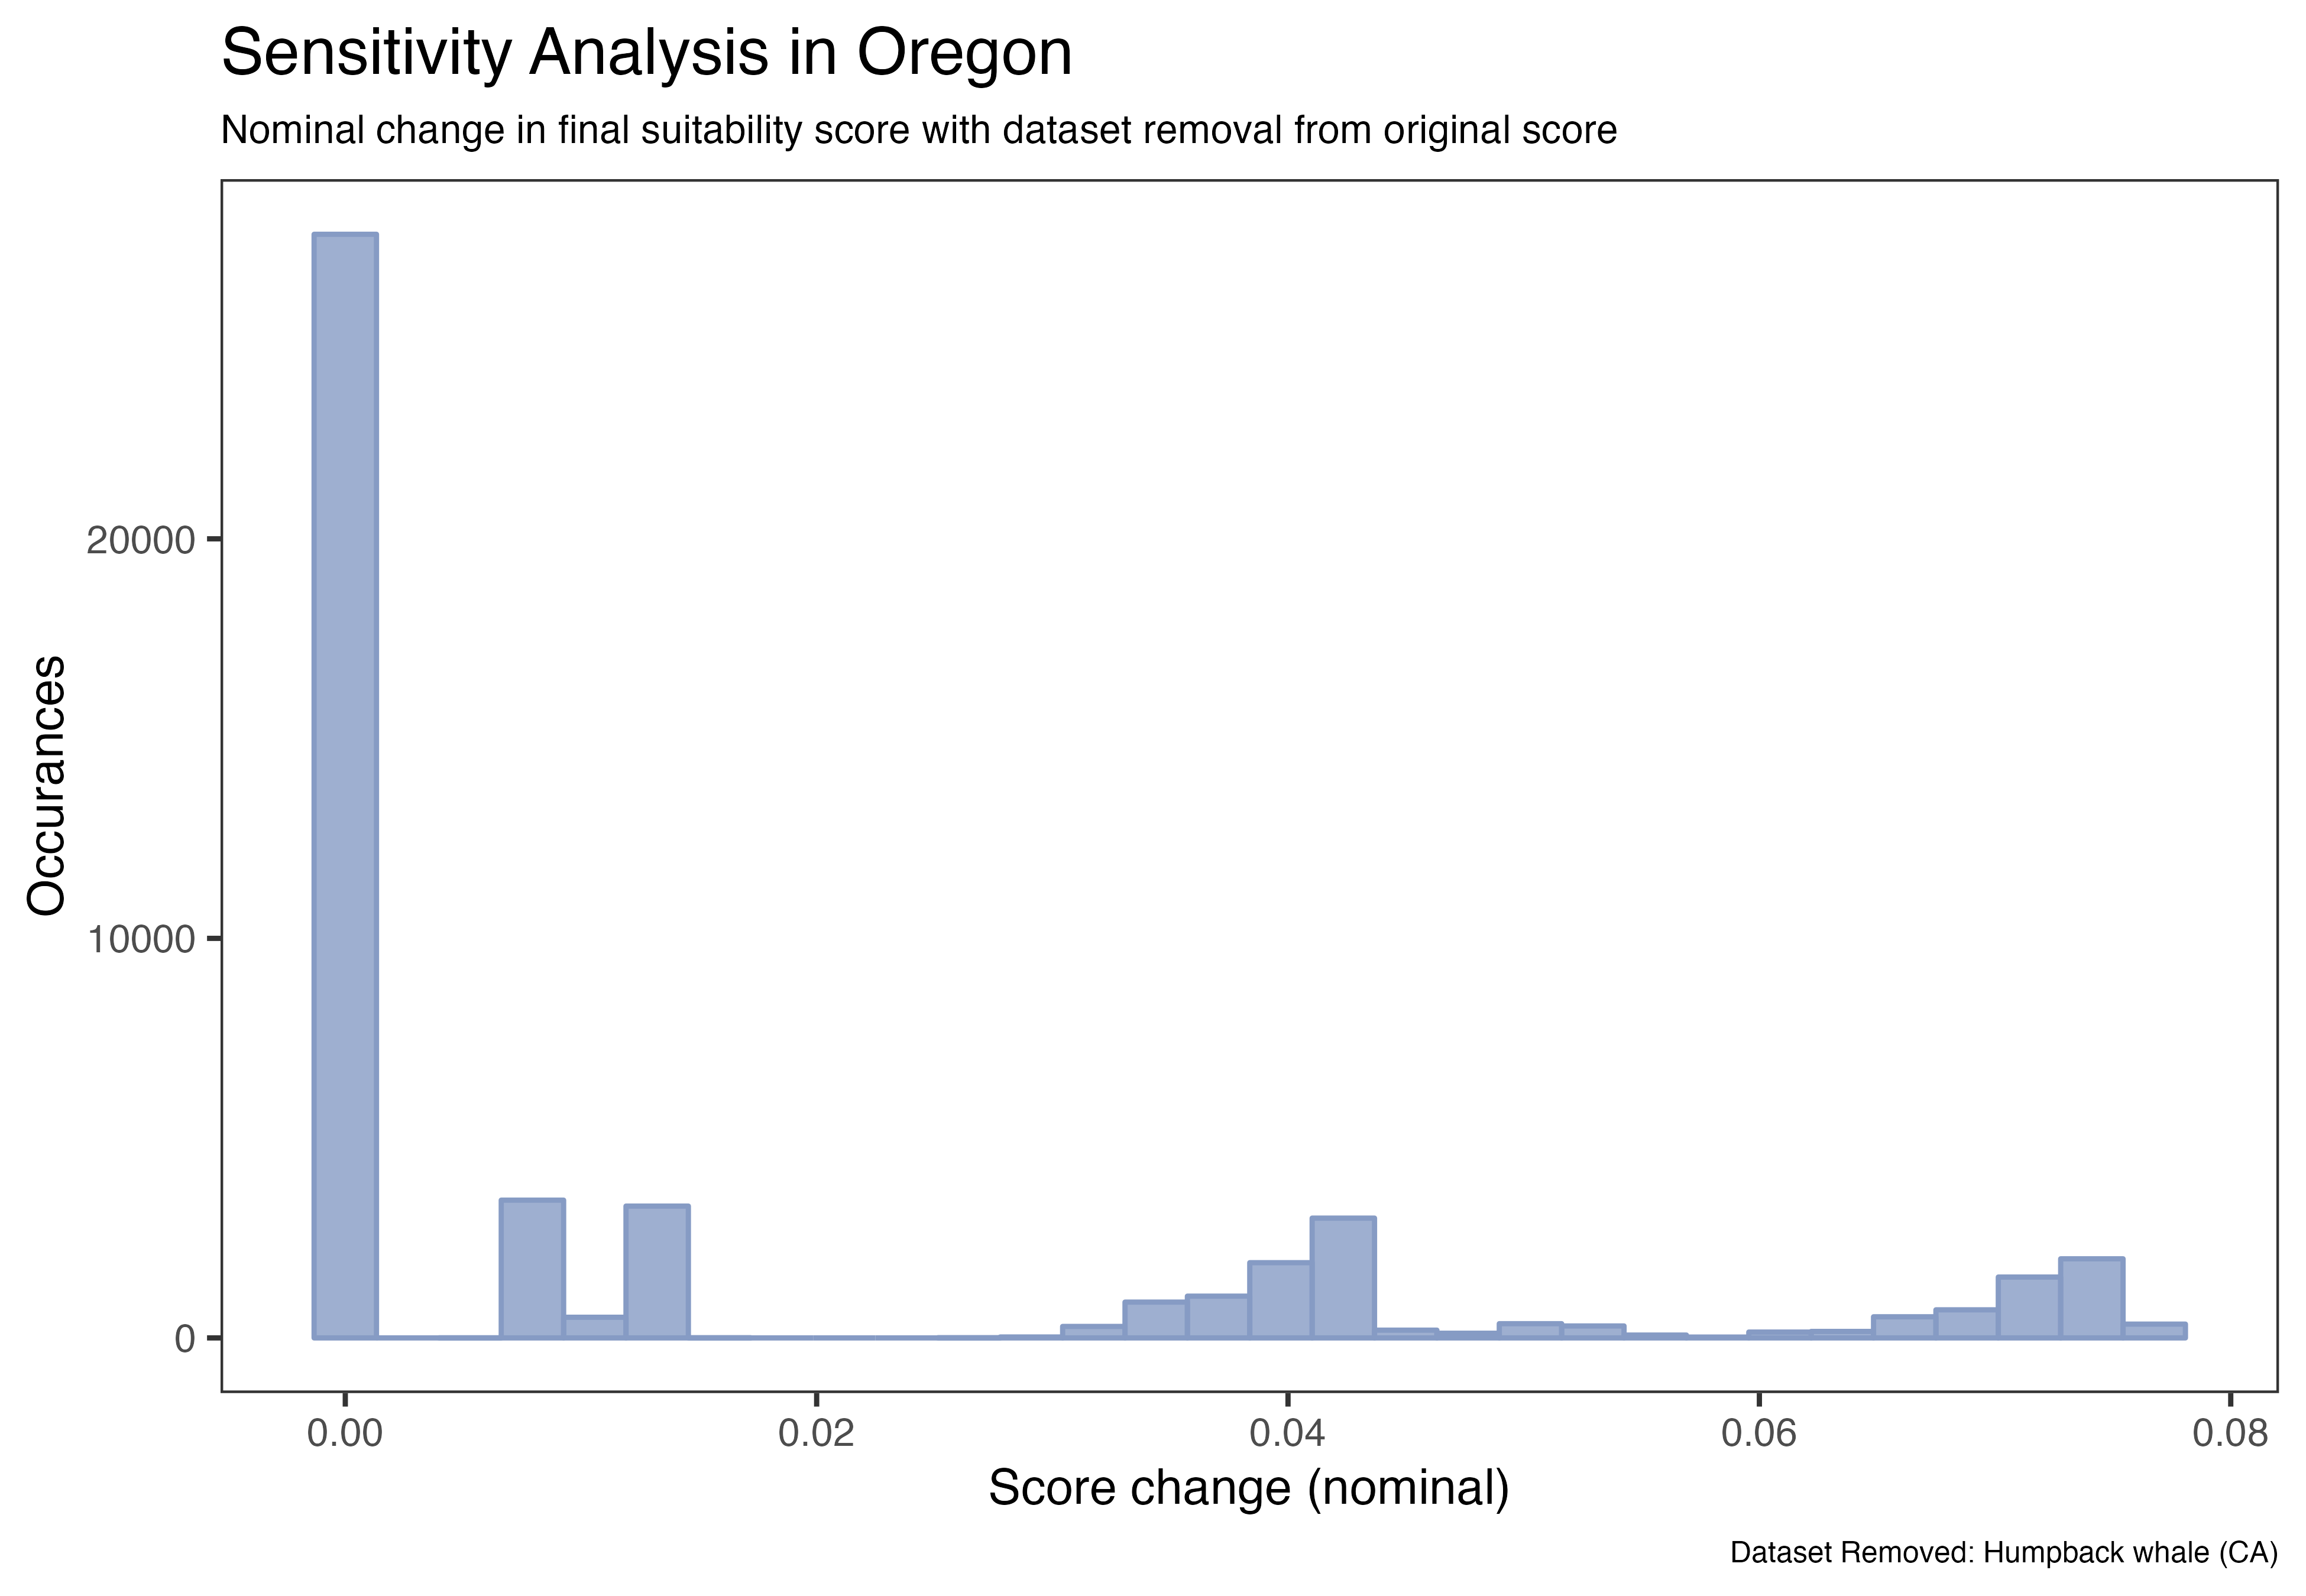 Sensitivity Analysis in Oregon
Nominal change in final suitability score with dataset removal from original score
Occurances
20000
10000
0
0.00 0.02 0.04 0.06 0.08
Score change (nominal)
Dataset Removed: Humpback whale (CA)